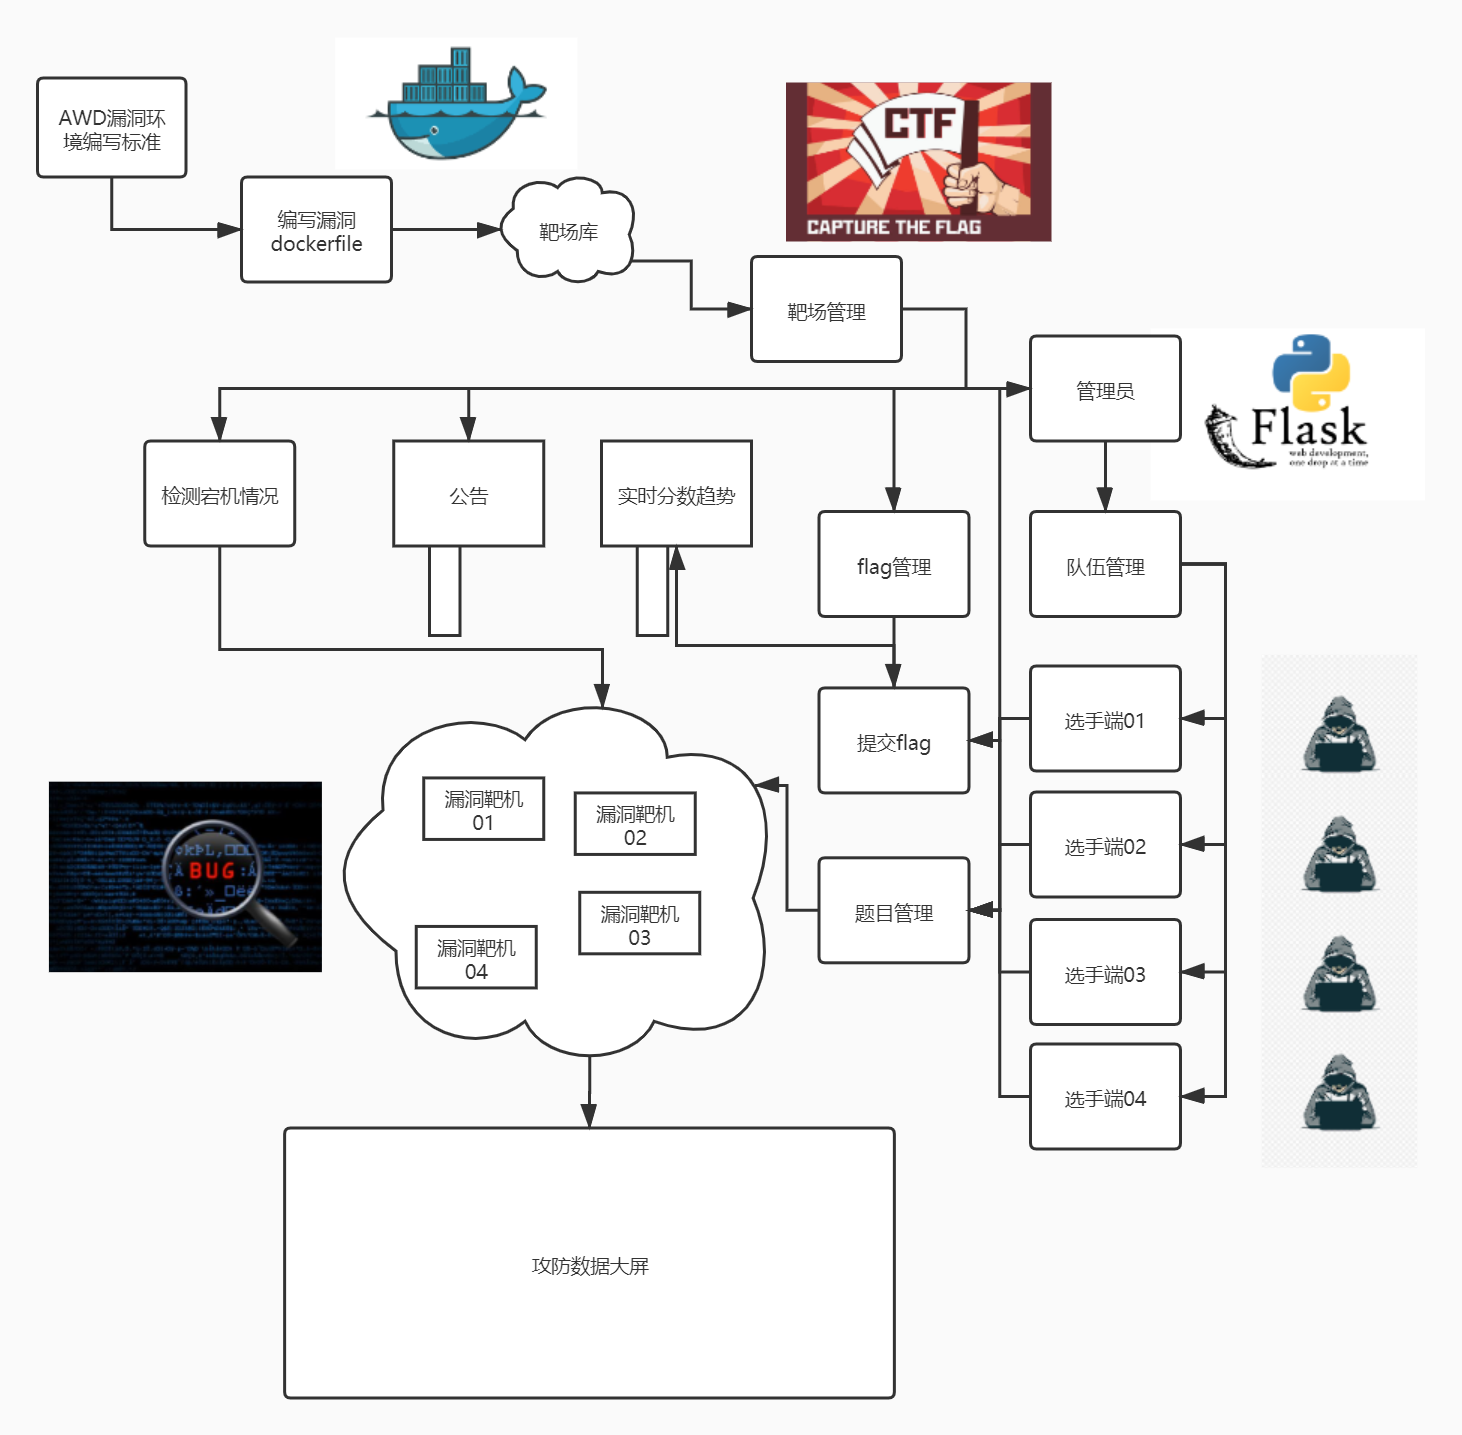 AWD漏洞环
境编写标准
编写漏洞
dockerfile
靶场库
CTF
CAPTURE THE FLAG
靶场管理
管理员
Flask
web development,
one drop at a time
检测宕机情况
公告
实时分数趋势
flag管理
队伍管理
选手端01
提交flag
漏洞靶机
01
漏洞靶机
02
选手端02
BUG
漏洞靶机
03
题目管理
漏洞靶机
04
选手端03
选手端04
攻防数据大屏